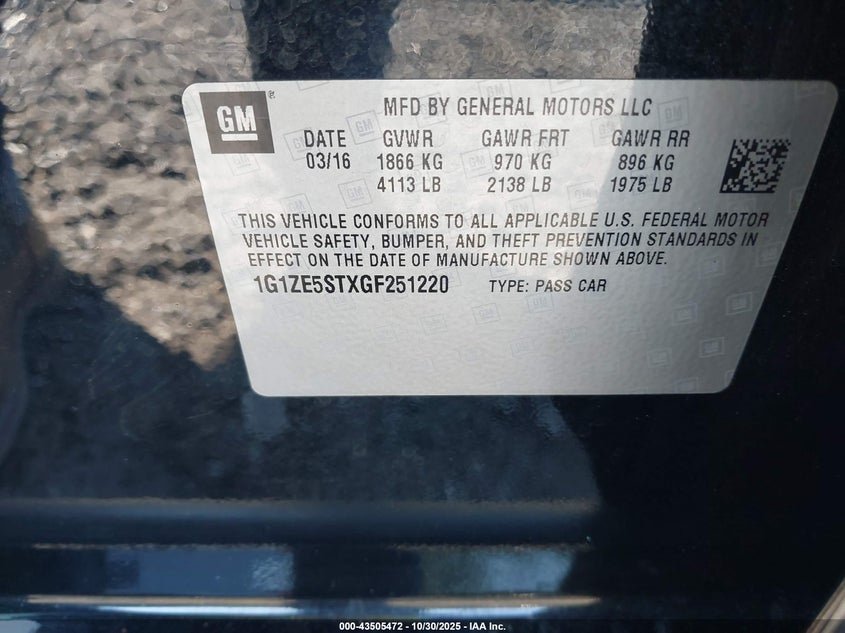 GM ®
MFD BY GENERAL MOTORS LLC
DATE GVWR GAWR FRT GAWR RR
03/16 1866 KG 970 KG 896 KG
4113 LB 2138 LB 1975 LB
THIS VEHICLE CONFORMS TO ALL APPLICABLE U.S. FEDERAL MOTOR
VEHICLE SAFETY, BUMPER, AND THEFT PREVENTION STANDARDS IN
EFFECT ON THE DATE OF MANUFACTURE SHOWN ABOVE.
1G1ZE5STXGF251220 TYPE: PASS CAR
000-43505472 - 10/30/2025 - IAA Inc.